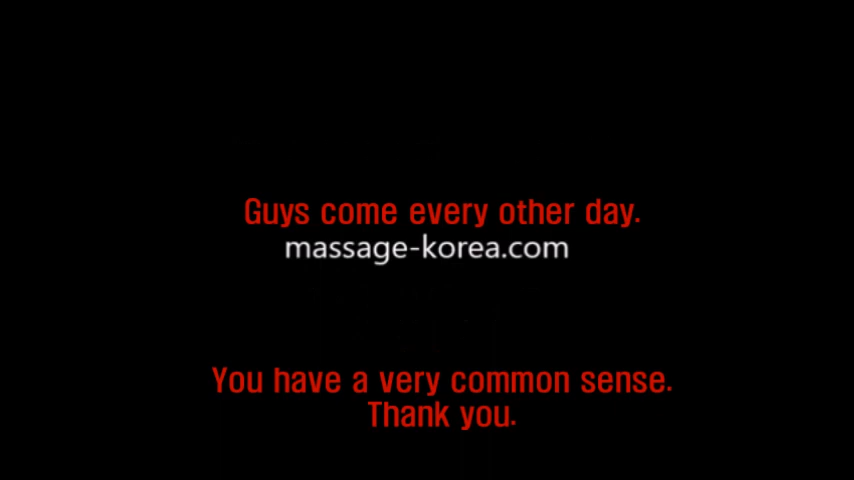 Guys come every other day.
massage-korea.com
You have a very common sense.
Thank you.